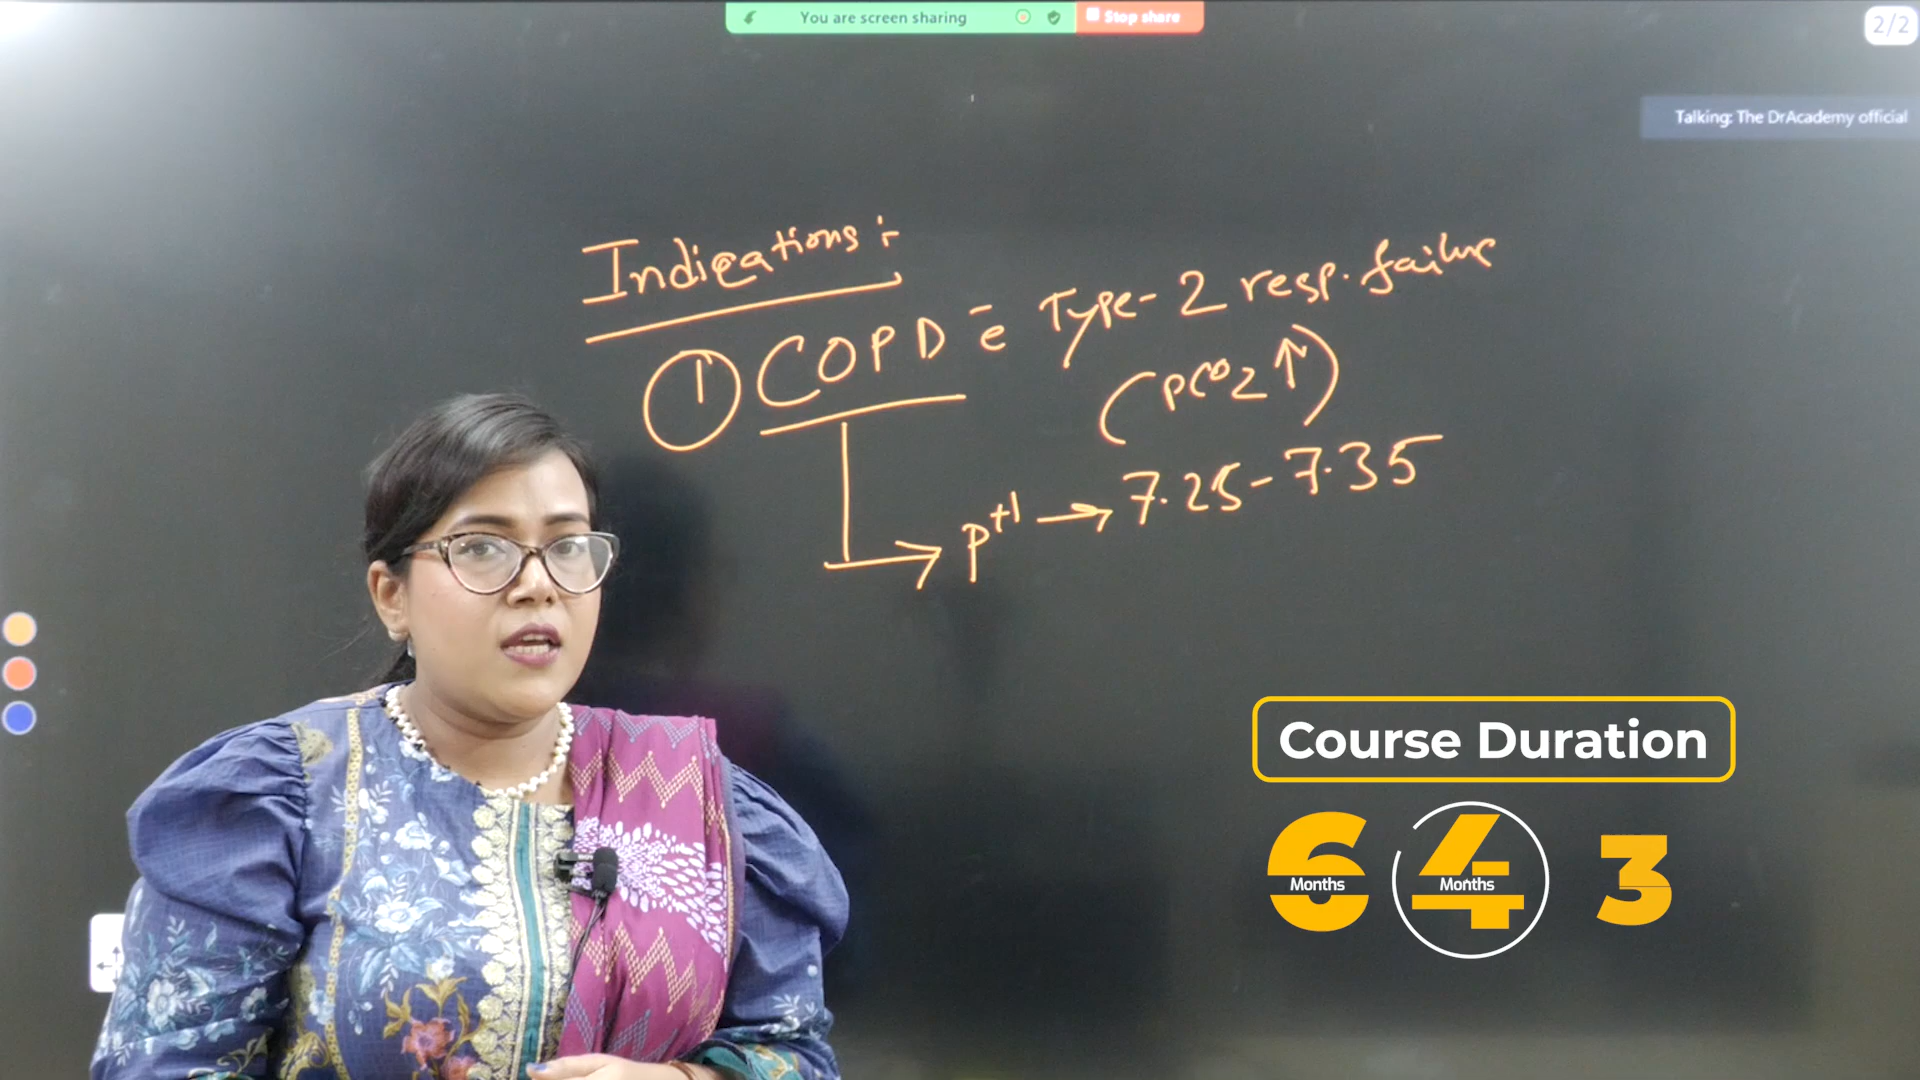 You are screen sharing Stop share
2/2
Talking: The DrAcademy official
Indications :-
① COPD c̄ Type-2 resp. failure
(PCO2 ↑)
→ pH → 7.25-7.35
Course Duration
6 4 3
Months Months